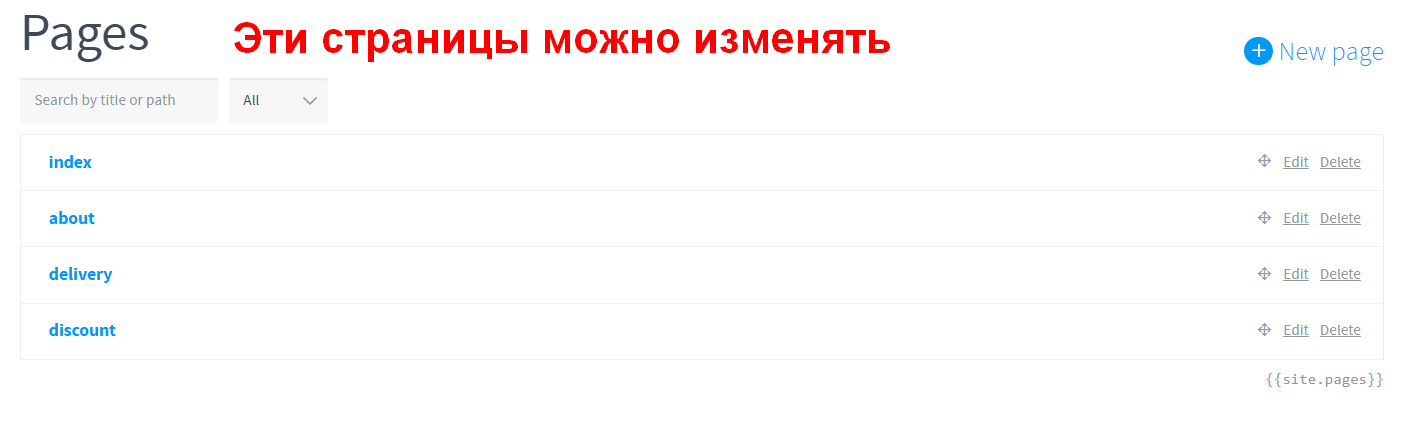 Pages Эти страницы можно изменять
New page
Search by title or path All
index Edit Delete
about Edit Delete
delivery Edit Delete
discount Edit Delete
{{site.pages}}